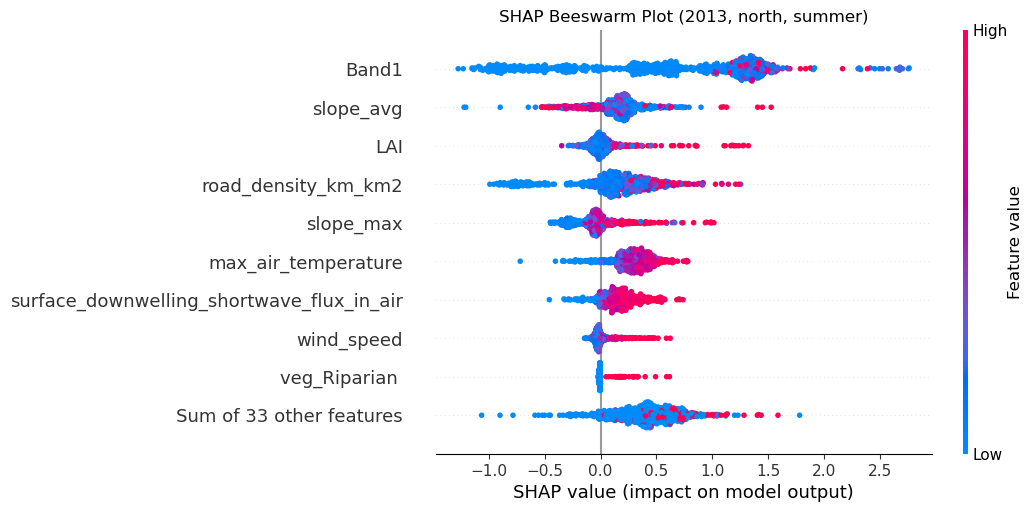 SHAP Beeswarm Plot (2013, north, summer)
High
Band1
slope_avg
LAI
road_density_km_km2
slope_max
max_air_temperature
surface_downwelling_shortwave_flux_in_air
wind_speed
veg_Riparian
Sum of 33 other features
Feature value
Low
−1.0 −0.5 0.0 0.5 1.0 1.5 2.0 2.5
SHAP value (impact on model output)